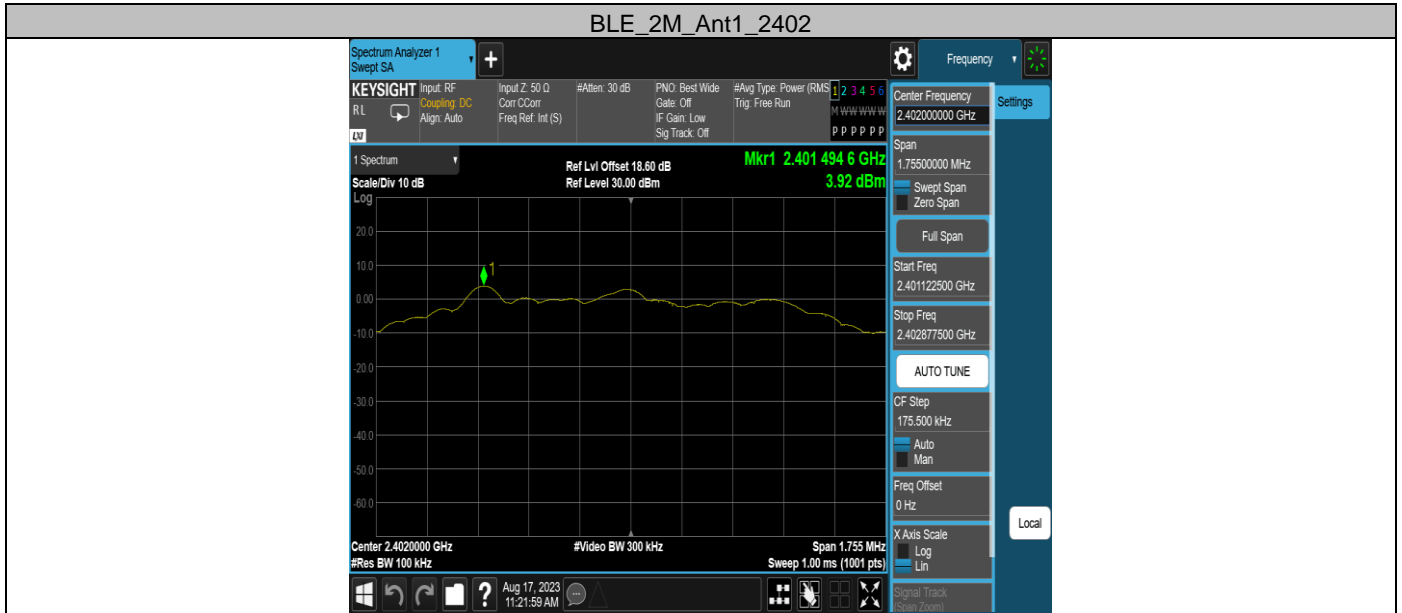 BLE_2M_Ant1_2402
Spectrum Analyzer 1
Swept SA
+
Frequency
KEYSIGHT
RL
LXI
Input: RF
Coupling: DC
Align: Auto
Input Z: 50 Ω
Corr CCorr
Freq Ref: Int (S)
#Atten: 30 dB
PNO: Best Wide
Gate: Off
IF Gain: Low
Sig Track: Off
#Avg Type: Power (RMS
Trig: Free Run
1 2 3 4 5 6
M W W W W W
P P P P P P
1 Spectrum
Scale/Div 10 dB
Ref Lvl Offset 18.60 dB
Ref Level 30.00 dBm
Mkr1 2.401 494 6 GHz
3.92 dBm
Log
20.0
10.0
0.00
-10.0
-20.0
-30.0
-40.0
-50.0
-60.0
1
Center 2.4020000 GHz
#Res BW 100 kHz
#Video BW 300 kHz
Span 1.755 MHz
Sweep 1.00 ms (1001 pts)
Center Frequency
2.402000000 GHz
Settings
Span
1.75500000 MHz
Swept Span
Zero Span
Full Span
Start Freq
2.401122500 GHz
Stop Freq
2.402877500 GHz
AUTO TUNE
CF Step
175.500 kHz
Auto
Man
Freq Offset
0 Hz
X Axis Scale
Log
Lin
Local
Signal Track
(Span Zoom)
?
Aug 17, 2023
11:21:59 AM